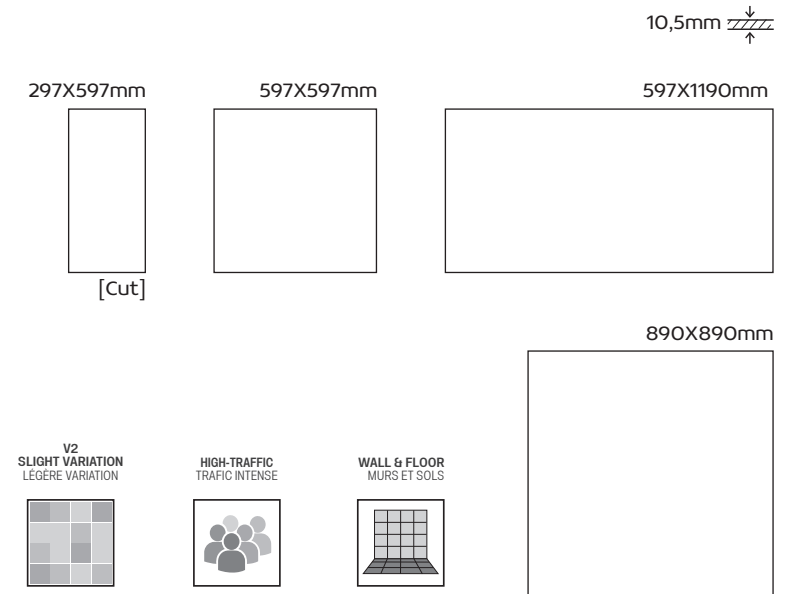 10,5mm
297X597mm
597X597mm
597X1190mm
[Cut]
890X890mm
V2
SLIGHT VARIATION
LÉGÈRE VARIATION
HIGH-TRAFFIC
TRAFIC INTENSE
WALL & FLOOR
MURS ET SOLS